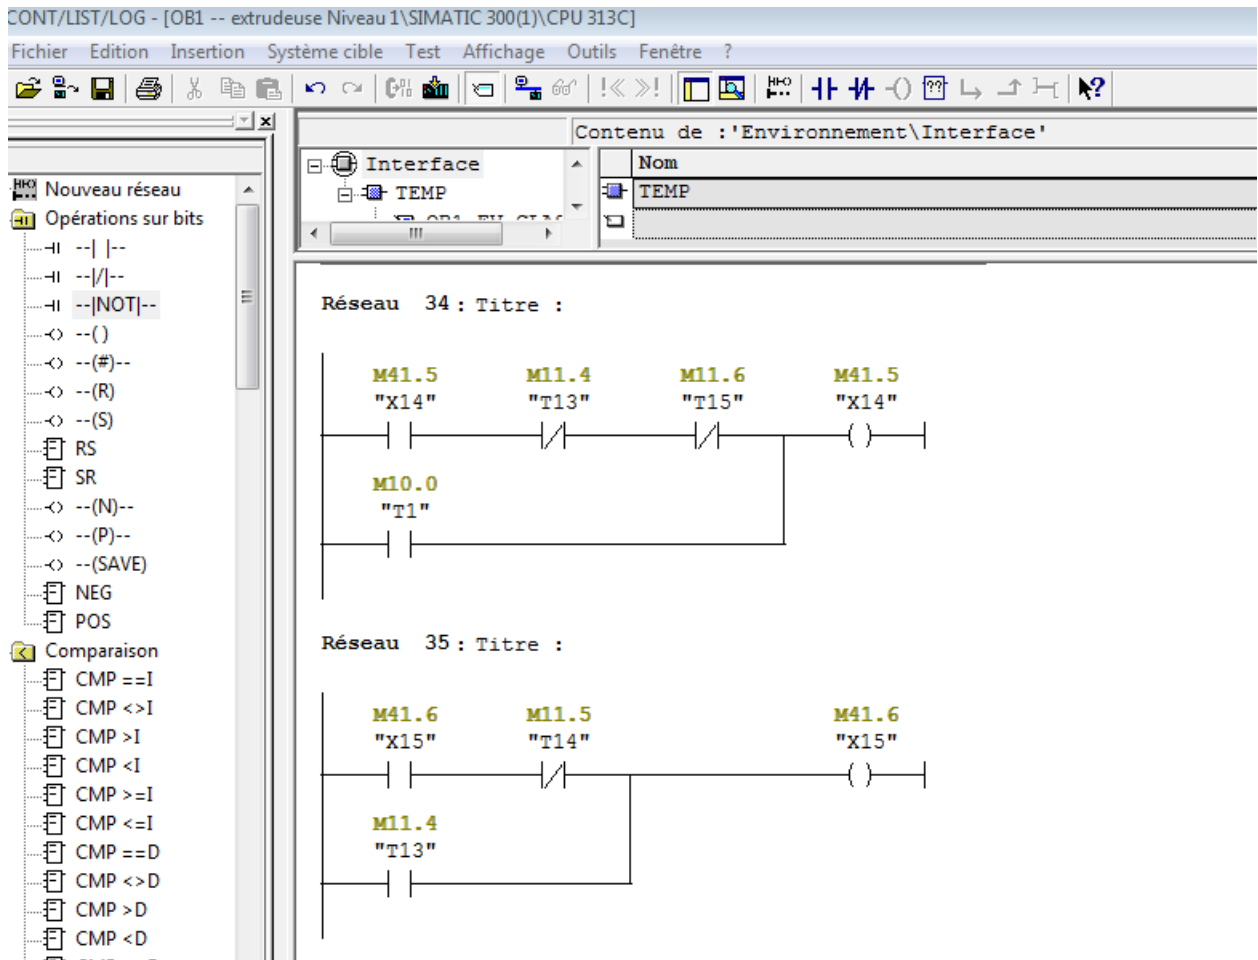 CONT/LIST/LOG - [OB1 -- extrudeuse Niveau 1\SIMATIC 300(1)\CPU 313C]
Fichier Edition Insertion Système cible Test Affichage Outils Fenêtre ?
Contenu de :'Environnement\Interface'
Interface
TEMP
Nom
TEMP
Nouveau réseau
Opérations sur bits
--| |--
--|/|--
--|NOT|--
--( )
--(#)--
--(R)
--(S)
RS
SR
--(N)--
--(P)--
--(SAVE)
NEG
POS
Comparaison
CMP ==I
CMP <>I
CMP >I
CMP <I
CMP >=I
CMP <=I
CMP ==D
CMP <>D
CMP >D
CMP <D
Réseau 34 : Titre :
M41.5 M11.4 M11.6 M41.5
"X14" "T13" "T15" "X14"
M10.0
"T1"
Réseau 35 : Titre :
M41.6 M11.5 M41.6
"X15" "T14" "X15"
M11.4
"T13"